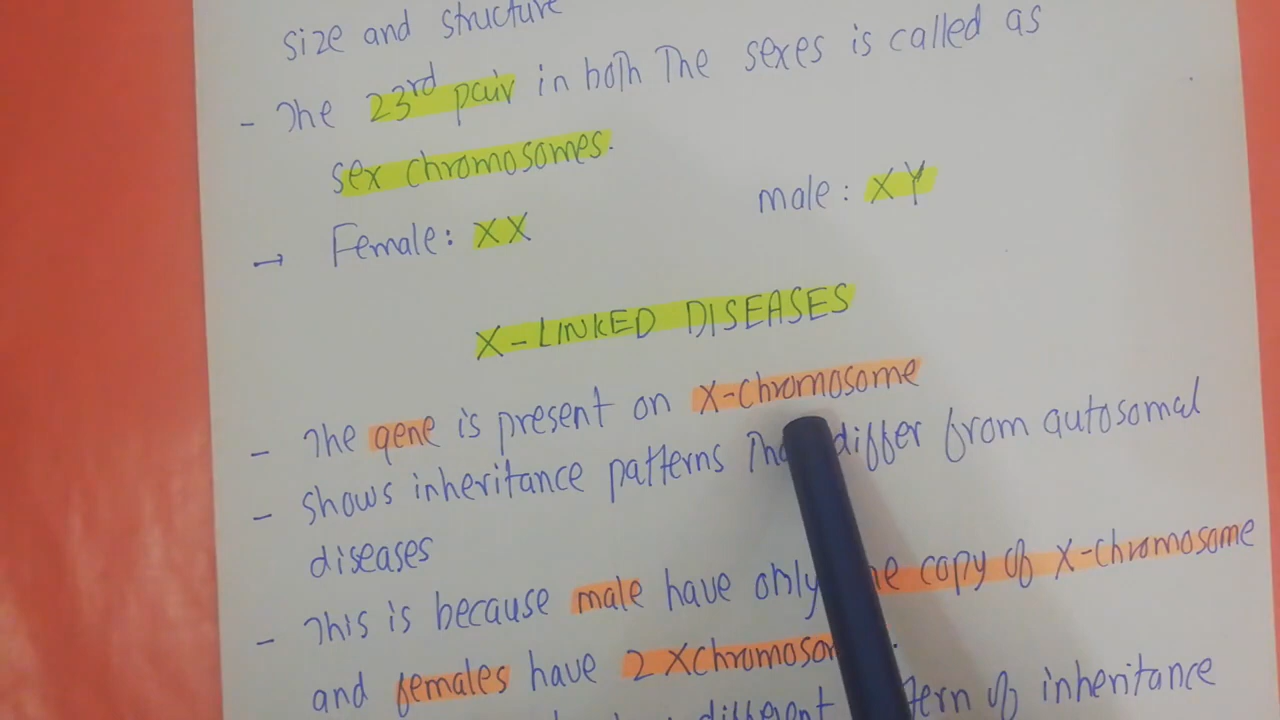 size and structure
- The 23rd pair in both The sexes is called as
sex chromosomes.
→ Female: XX male: XY
X-LINKED DISEASES
- The gene is present on X-chromosome
- Shows inheritance patterns differ from autosomal
diseases
- This is because male have only copy of X-chromosome
and females have 2 X
different of inheritance